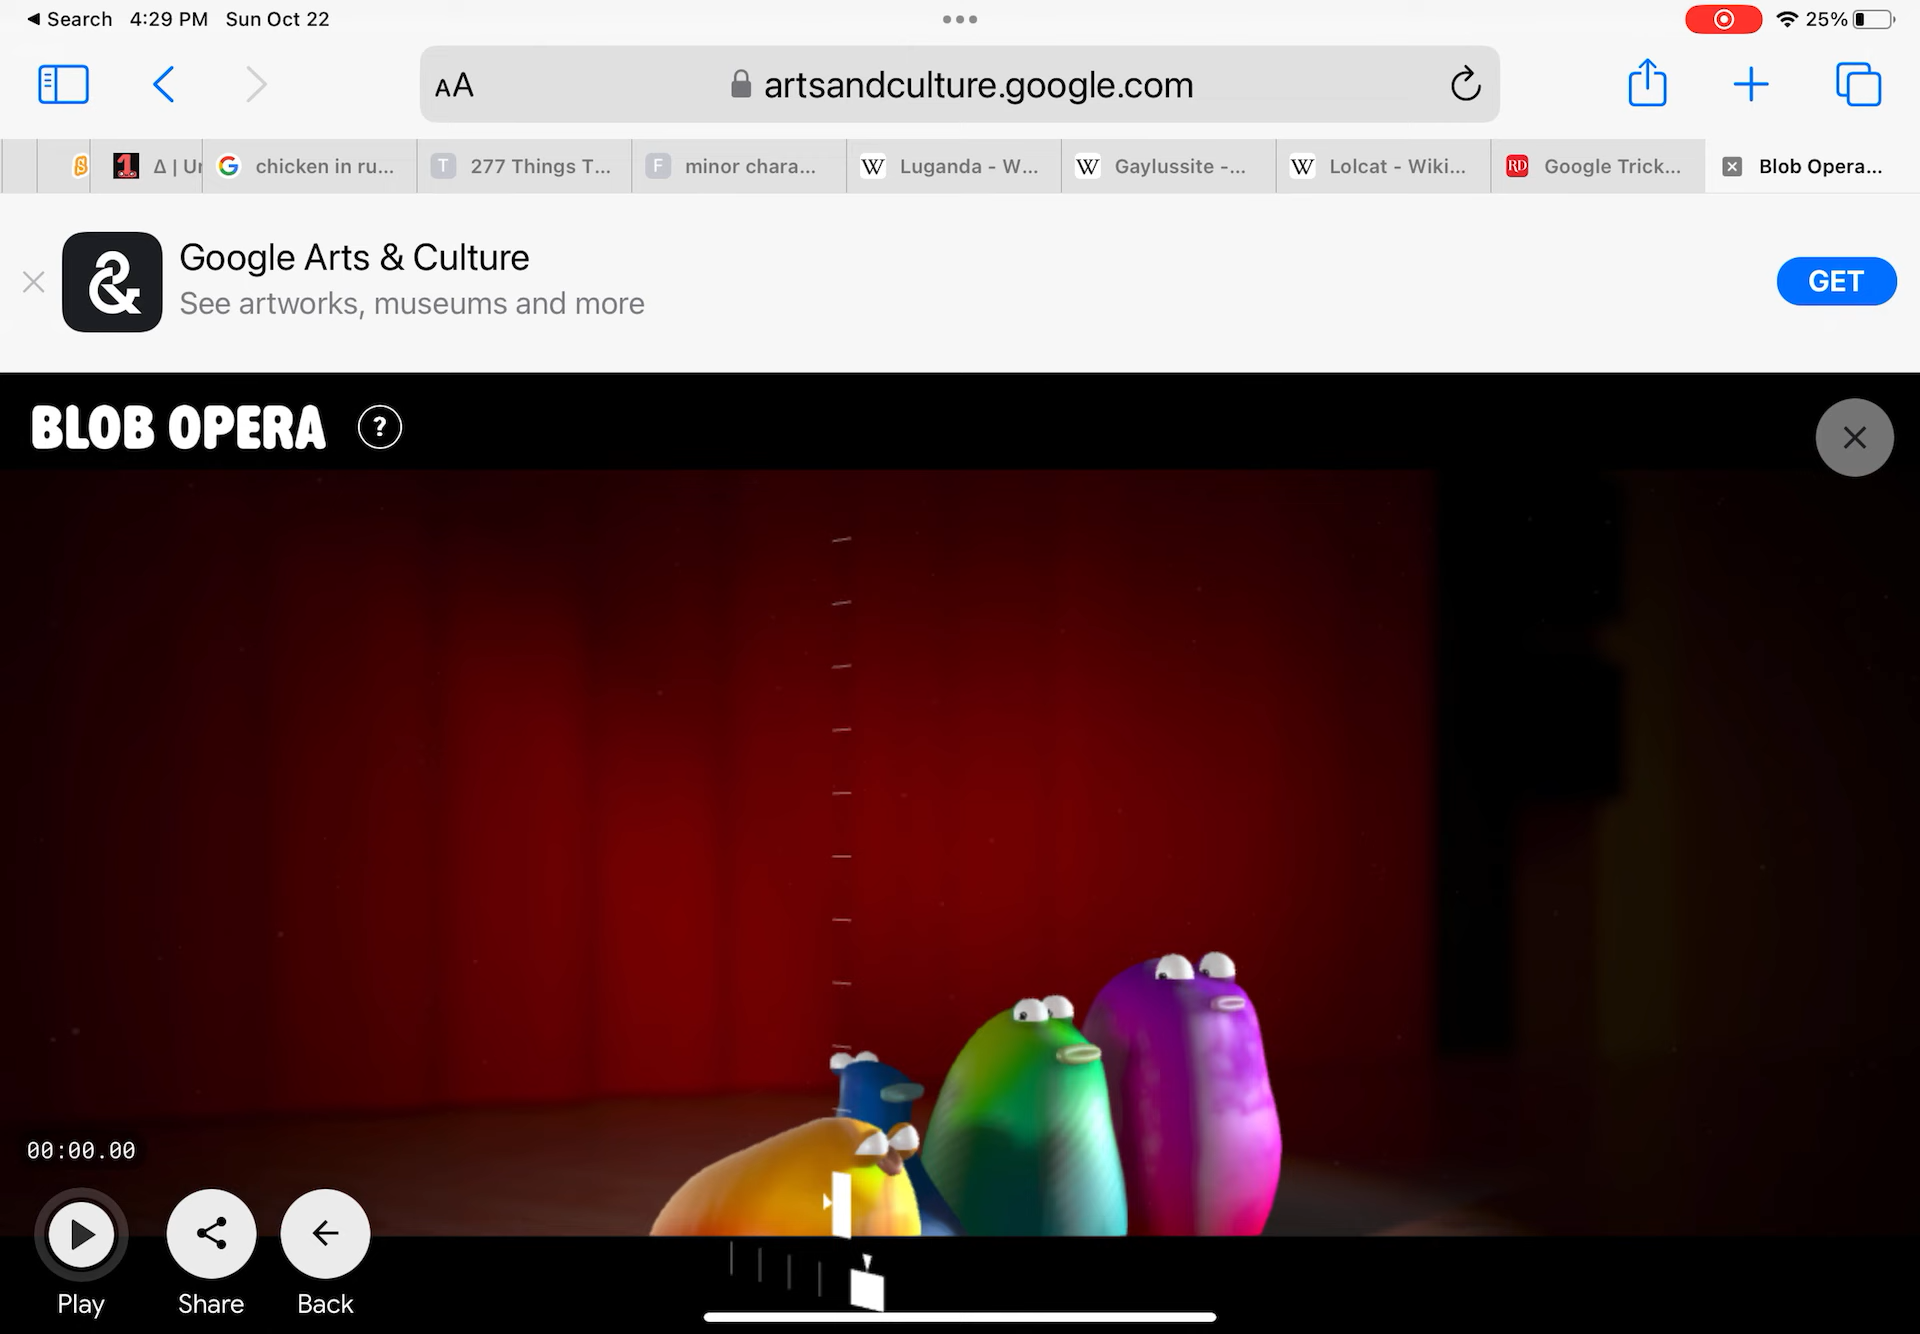 ◀ Search 4:29 PM Sun Oct 22 25%
AA artsandculture.google.com
Δ | Ur chicken in ru... T 277 Things T... F minor chara... W Luganda - W... W Gaylussite -... W Lolcat - Wiki... RD Google Trick... Blob Opera...
Google Arts & Culture
See artworks, museums and more
GET
BLOB OPERA ?
00:00.00
Play Share Back